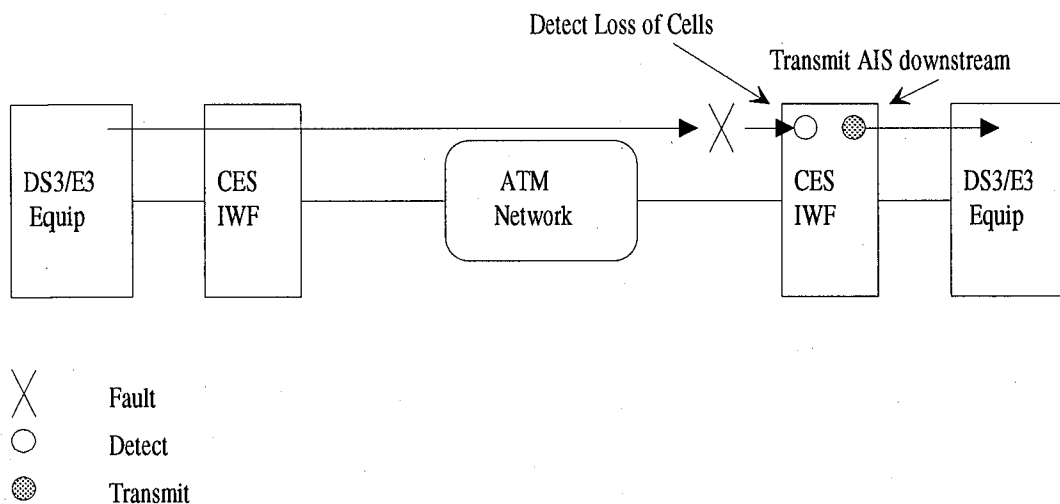 Detect Loss of Cells
Transmit AIS downstream
DS3/E3
Equip
CES
IWF
ATM
Network
CES
IWF
DS3/E3
Equip
Fault
Detect
Transmit